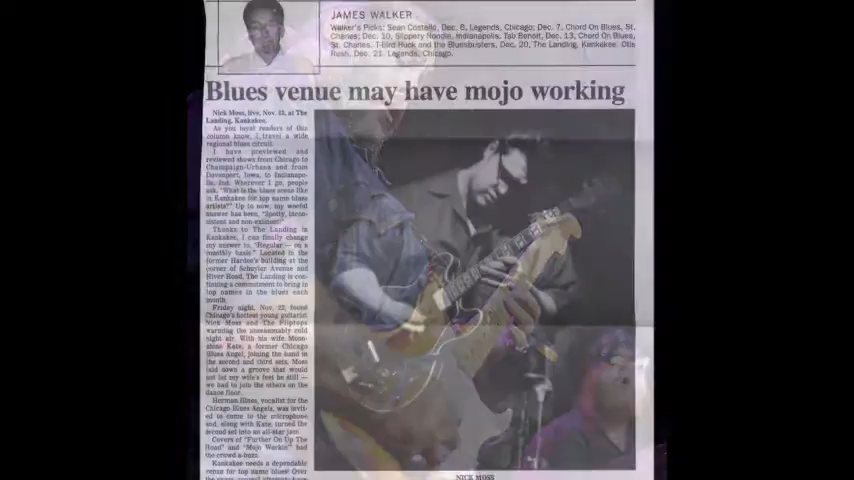 JAMES WALKER
Walker's Picks: Sean Costello, Dec. 6, Legends, Chicago; Dec. 7, Chord On Blues, St.
Charles; Dec. 10, Slippery Noodle, Indianapolis. Tab Benoit, Dec. 13, Chord On Blues,
St. Charles. T-Bird Huck and the Bluesbusters, Dec. 20, The Landing, Kankakee. Otis
Rush, Dec. 21, Legends, Chicago.
Blues venue may have mojo working
Nick Moss, live, Nov. 22, at The
Landing, Kankakee.
As you loyal readers of this
column know, I travel a wide
regional blues circuit.
I have previewed and
reviewed shows from Chicago to
Champaign-Urbana and from
Davenport, Iowa, to Indianapo-
lis, Ind. Wherever I go, people
ask, "What is the blues scene like
in Kankakee for top name blues
artists?" Up to now, my woeful
answer has been, "Spotty, incon-
sistent and non-existent."
Thanks to The Landing in
Kankakee, I can finally change
my answer to, "Regular — on a
monthly basis." Located in the
former Hardee's building at the
corner of Schuyler Avenue and
River Road, The Landing is con-
tinuing a commitment to bring in
top names in the blues each
month.
Friday night, Nov. 22, found
Chicago's hottest young guitarist
Nick Moss and The Fliptops
warming the unseasonably cold
night air. With his wife Moon-
shine Kate, a former Chicago
Blues Angel, joining the band in
the second and third sets, Moss
laid down a groove that would
not let my wife's feet be still —
we had to join the others on the
dance floor.
Herman Hines, vocalist for the
Chicago Blues Angels, was invit-
ed to come to the microphone
and, along with Kate, turned the
second set into an all-star jam.
Covers of "Further On Up The
Road" and "Mojo Workin'" had
the crowd a-buzz.
Kankakee needs a dependable
venue for top name blues! Over
NICK MOSS